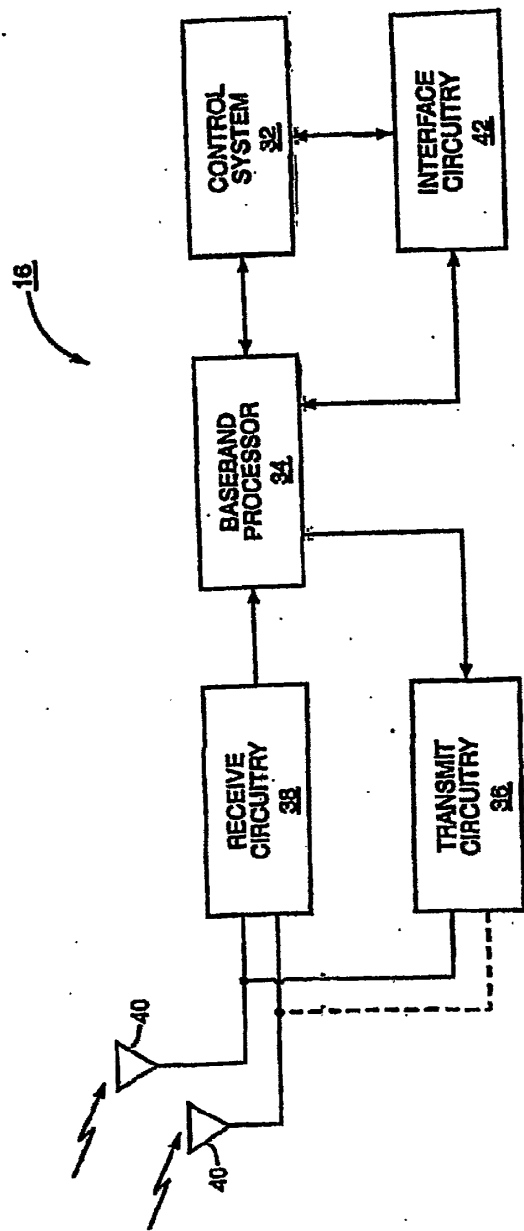 16
40
40
RECEIVE
CIRCUITRY
38
BASEBAND
PROCESSOR
34
CONTROL
SYSTEM
32
TRANSMIT
CIRCUITRY
36
INTERFACE
CIRCUITRY
42